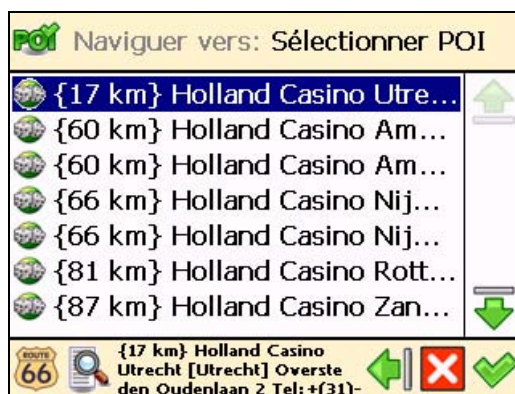 POI Naviguer vers: Sélectionner POI
{17 km} Holland Casino Utre...
{60 km} Holland Casino Am...
{60 km} Holland Casino Am...
{66 km} Holland Casino Nij...
{66 km} Holland Casino Nij...
{81 km} Holland Casino Rott...
{87 km} Holland Casino Zan...
ROUTE
66
{17 km} Holland Casino
Utrecht [Utrecht] Overste
den Oudenlaan 2 Tel:+(31)-